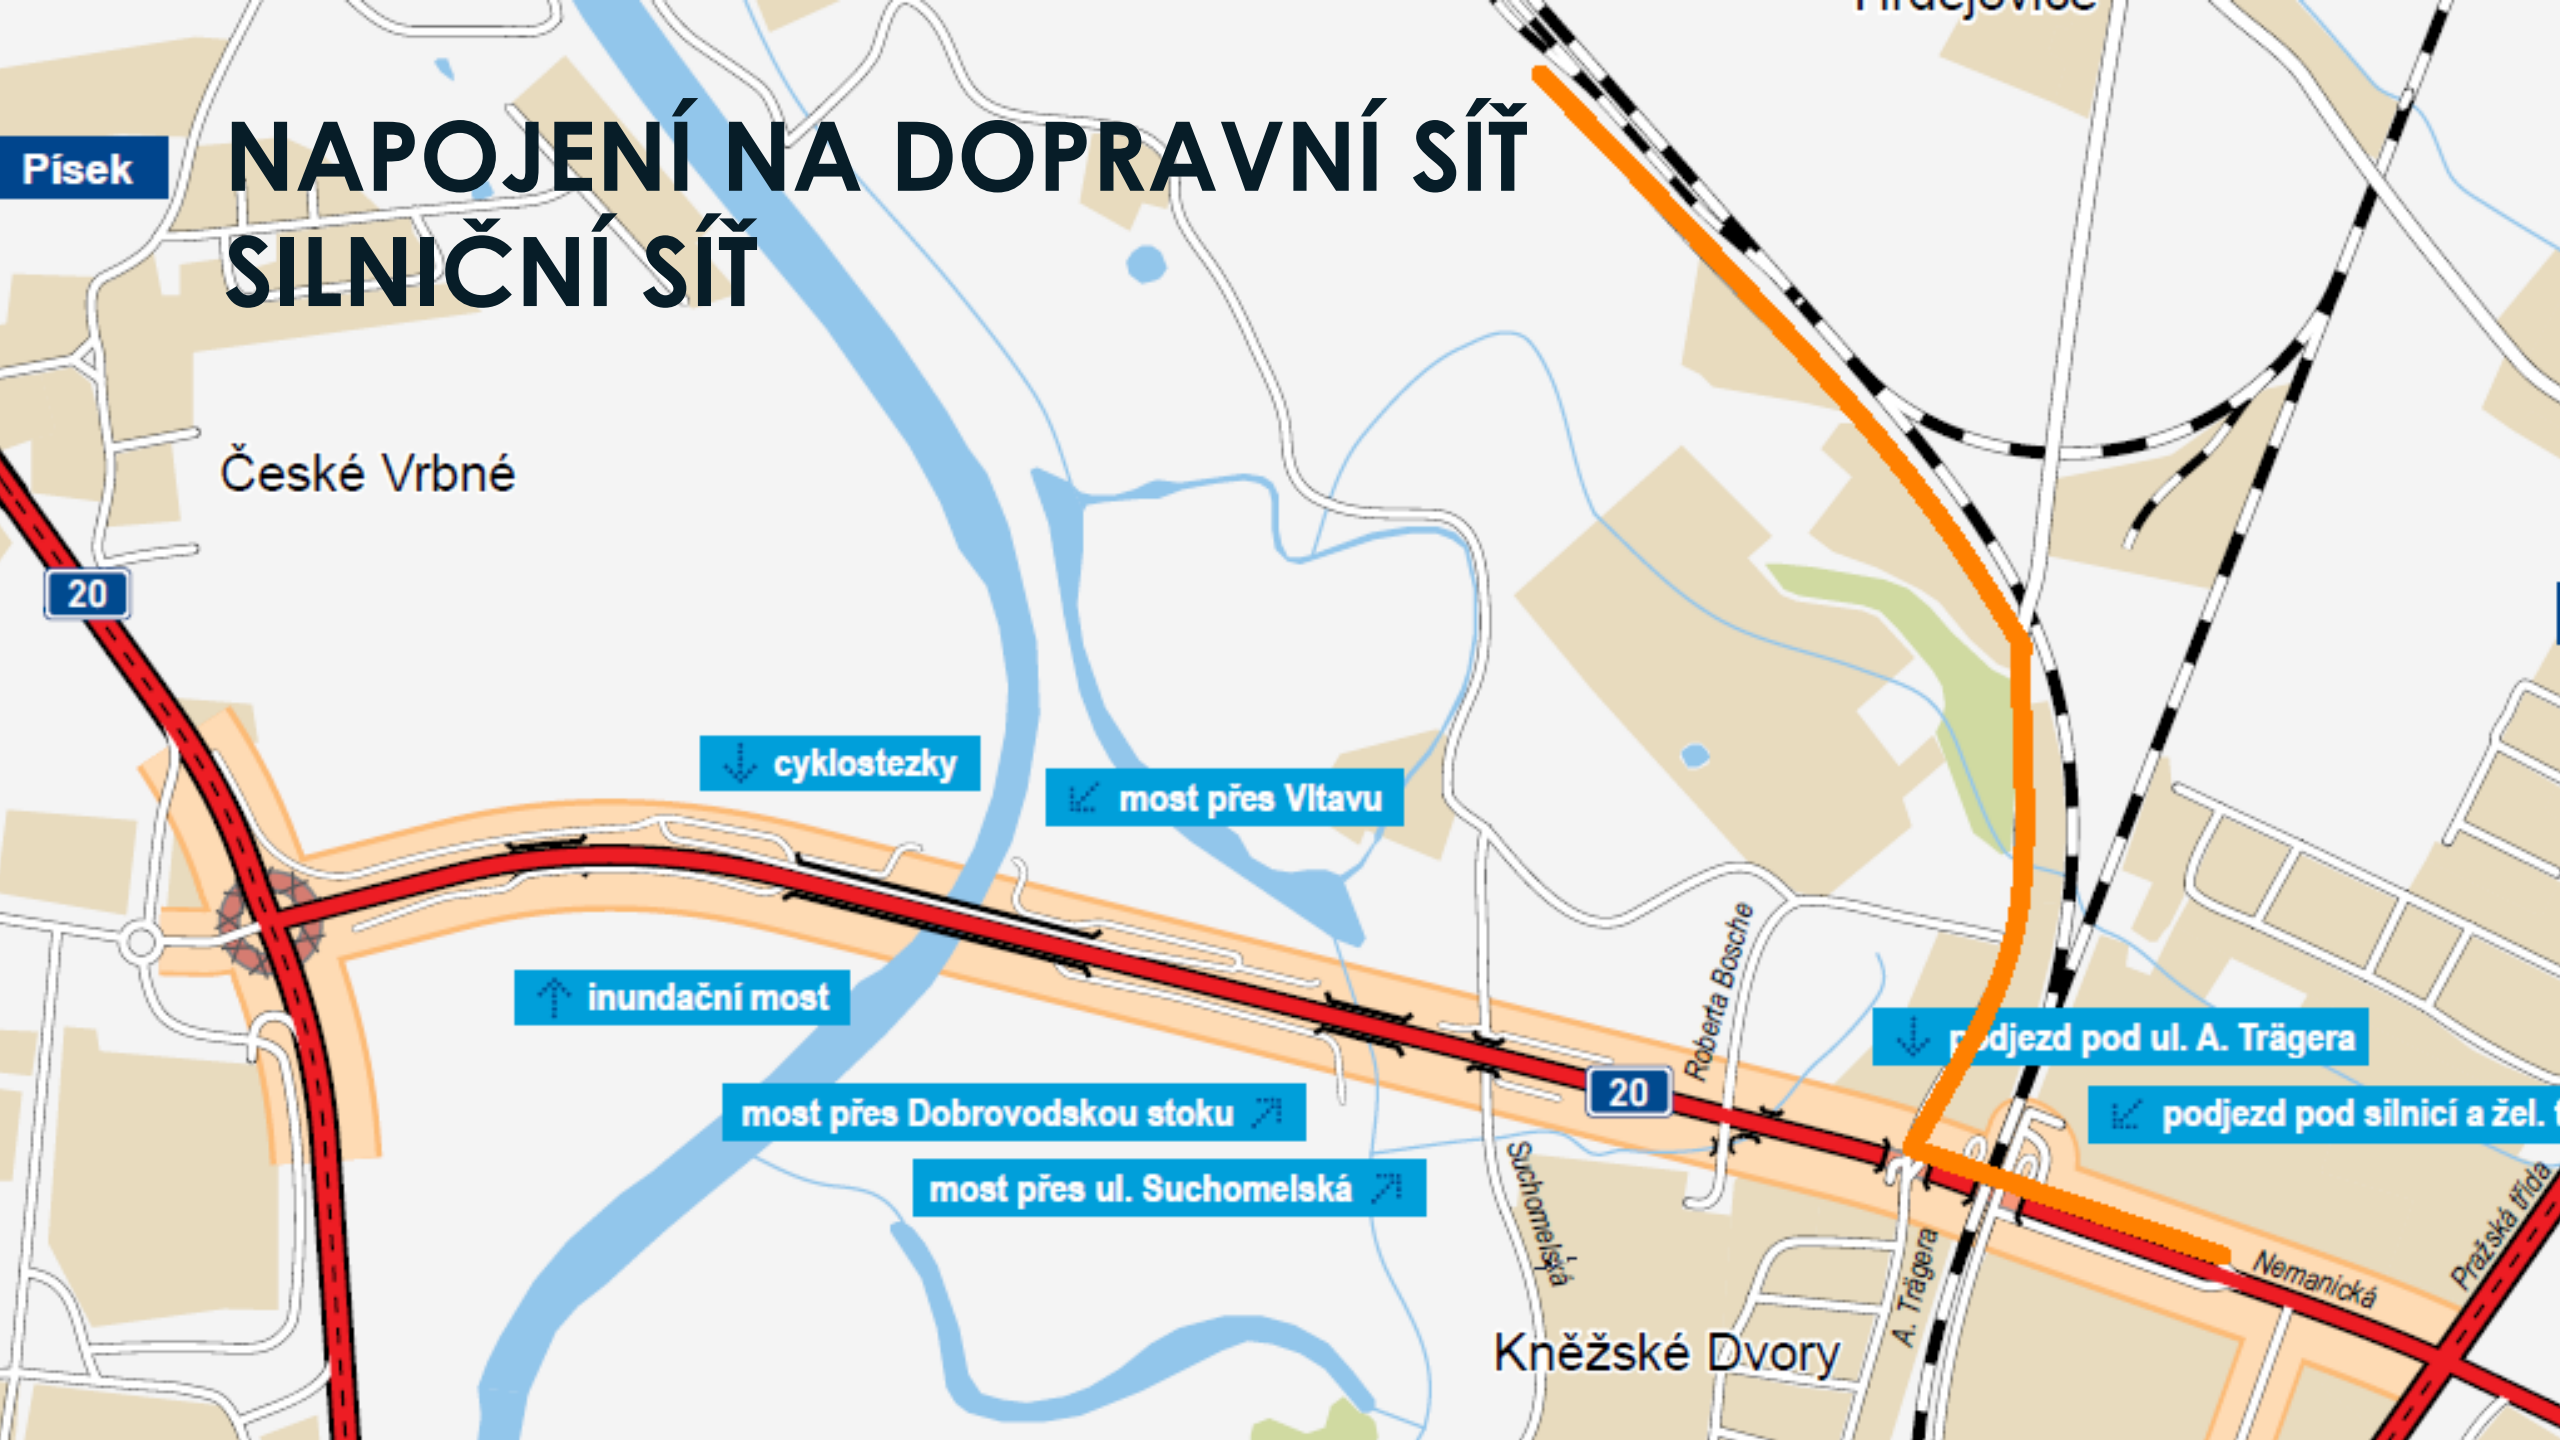 Hrdějovice
NAPOJENÍ NA DOPRAVNÍ SÍŤ
SILNIČNÍ SÍŤ
Písek
České Vrbné
20
cyklostezky
most přes Vltavu
inundační most
Roberta Bosche
podjezd pod ul. A. Trägera
20
most přes Dobrovodskou stoku
podjezd pod silnicí a žel.
most přes ul. Suchomelská
Suchomelská
Pražská třída
A. Trägera
Nemanická
Kněžské Dvory